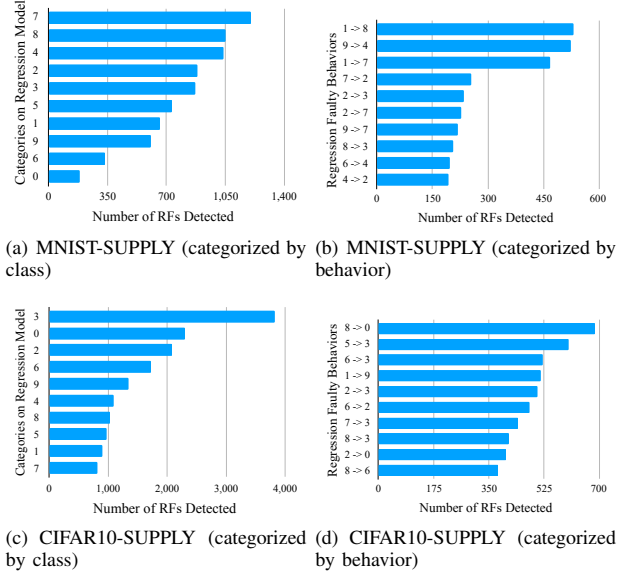 Categories on Regression Model
7
8
4
2
3
5
1
9
6
0
0 350 700 1,050 1,400
Number of RFs Detected
Regression Faulty Behaviors
1 -> 8
9 -> 4
1 -> 7
7 -> 2
2 -> 3
2 -> 7
9 -> 7
8 -> 3
6 -> 4
4 -> 2
0 150 300 450 600
Number of RFs Detected
(a) MNIST-SUPPLY (categorized by
class)
(b) MNIST-SUPPLY (categorized by
behavior)
Categories on Regression Model
3
0
2
6
9
4
8
5
1
7
0 1,000 2,000 3,000 4,000
Number of RFs Detected
Regression Faulty Behaviors
8 -> 0
5 -> 3
6 -> 3
1 -> 9
2 -> 3
6 -> 2
7 -> 3
8 -> 3
2 -> 0
8 -> 6
0 175 350 525 700
Number of RFs Detected
(c) CIFAR10-SUPPLY (categorized
by class)
(d) CIFAR10-SUPPLY (categorized
by behavior)